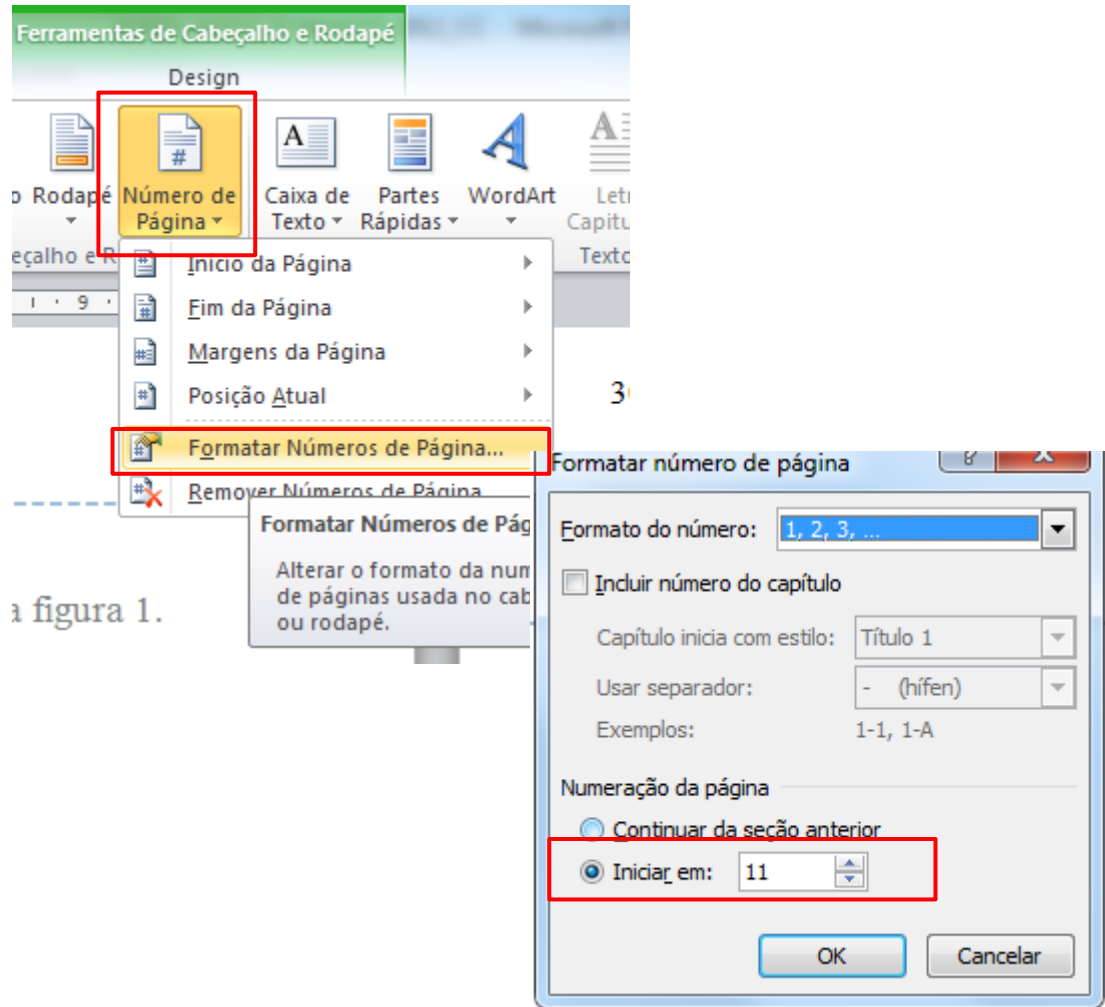 Ferramentas de Cabeçalho e Rodapé
Design
o Rodapé
Número de
Página
Caixa de
Texto
Partes
Rápidas
WordArt
Letr
Capitu
eçalho e R
Texto
9
Início da Página
Fim da Página
Margens da Página
Posição Atual
Formatar Números de Página...
Remover Números de Página
Formatar Números de Pág
Alterar o formato da num
de páginas usada no cab
ou rodapé.
a figura 1.
Formatar número de página
Formato do número: 1, 2, 3, ...
Incluir número do capítulo
Capítulo inicia com estilo: Título 1
Usar separador: - (hífen)
Exemplos: 1-1, 1-A
Numeração da página
Continuar da seção anterior
Iniciar em: 11
OK Cancelar